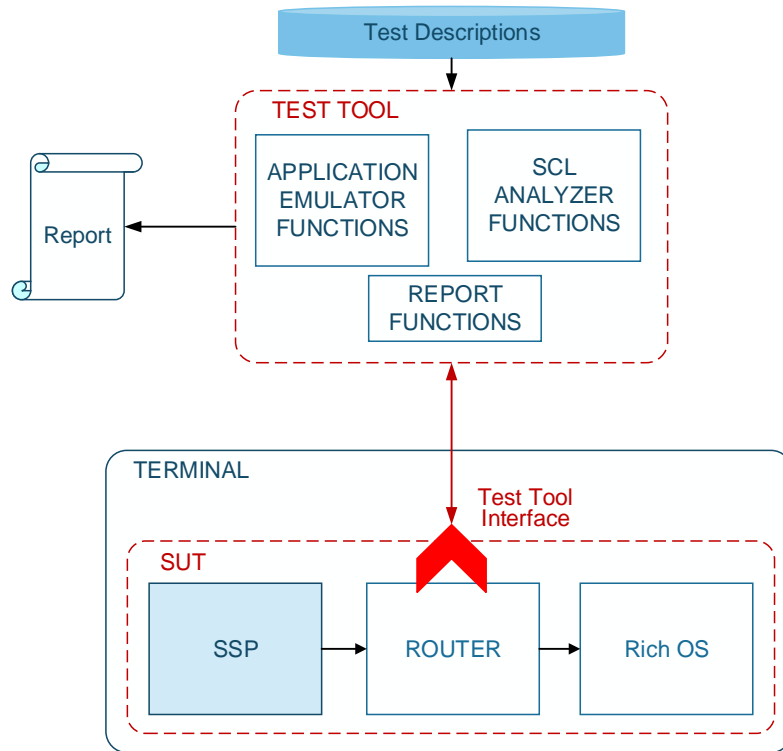 Test Descriptions
TEST TOOL
APPLICATION
EMULATOR
FUNCTIONS
SCL
ANALYZER
FUNCTIONS
Report
REPORT
FUNCTIONS
TERMINAL
Test Tool
Interface
SUT
SSP
ROUTER
Rich OS